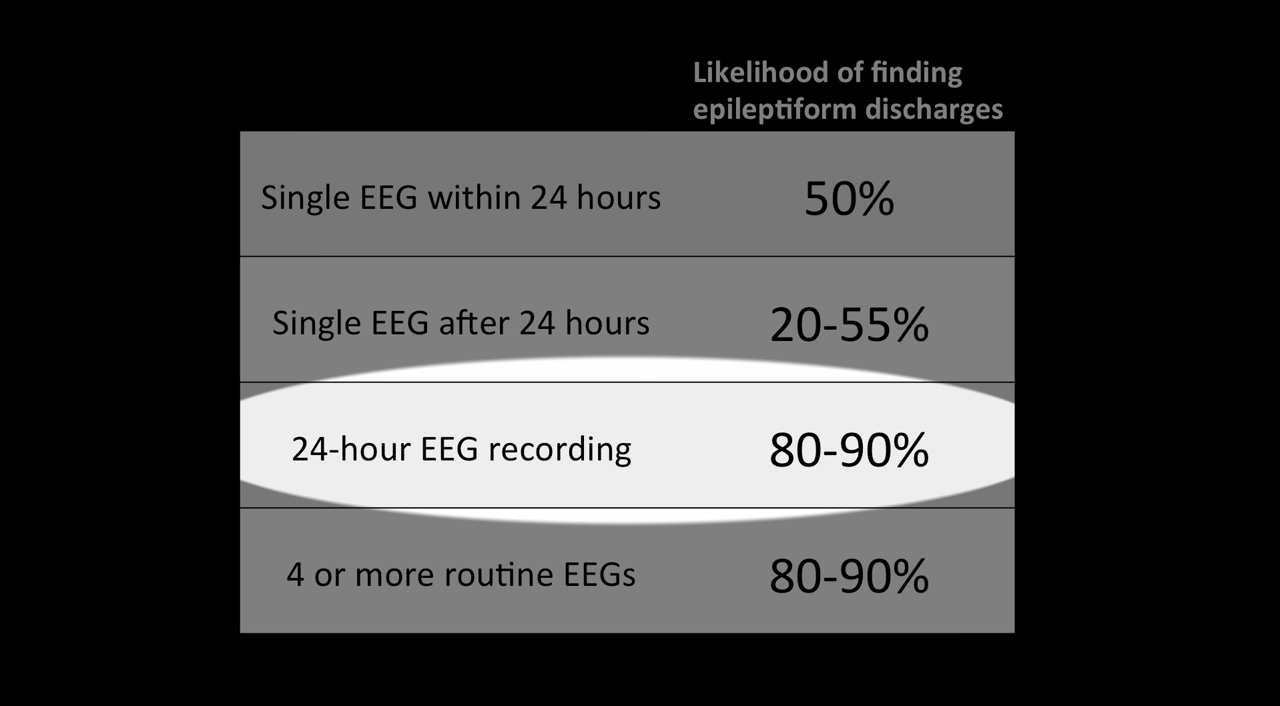 Likelihood of finding
epileptiform discharges
Single EEG within 24 hours 50%
Single EEG after 24 hours 20-55%
24-hour EEG recording 80-90%
4 or more routine EEGs 80-90%